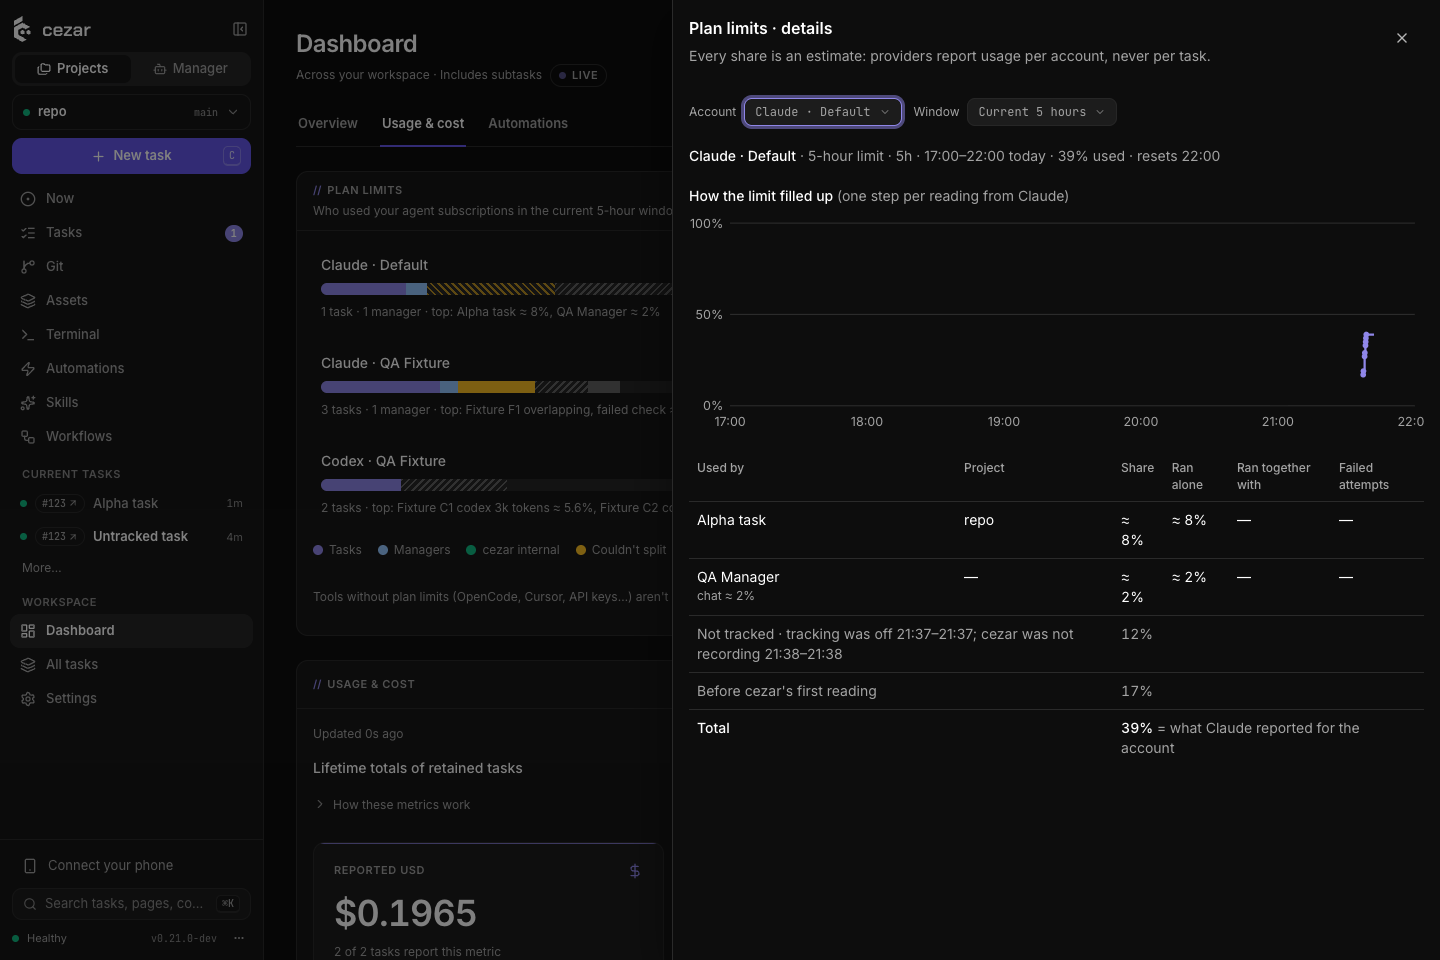 cezar
Projects
Manager
repo
main
New task
C
Now
Tasks
1
Git
Assets
Terminal
Automations
Skills
Workflows
CURRENT TASKS
#123 ↗ Alpha task 1m
#123 ↗ Untracked task 4m
More...
WORKSPACE
Dashboard
All tasks
Settings
Connect your phone
Search tasks, pages, co... ⌘K
Healthy v0.21.0-dev ...
Dashboard
Across your workspace · Includes subtasks LIVE
Overview Usage & cost Automations
// PLAN LIMITS
Who used your agent subscriptions in the current 5-hour windo
Claude · Default
1 task · 1 manager · top: Alpha task ≈ 8%, QA Manager ≈ 2%
Claude · QA Fixture
3 tasks · 1 manager · top: Fixture F1 overlapping, failed check
Codex · QA Fixture
2 tasks · top: Fixture C1 codex 3k tokens ≈ 5.6%, Fixture C2 co
Tasks Managers cezar internal Couldn't split
Tools without plan limits (OpenCode, Cursor, API keys...) aren't
// USAGE & COST
Updated 0s ago
Lifetime totals of retained tasks
How these metrics work
REPORTED USD $
$0.1965
2 of 2 tasks report this metric
Plan limits · details
Every share is an estimate: providers report usage per account, never per task.
Account Claude · Default Window Current 5 hours
Claude · Default · 5-hour limit · 5h · 17:00–22:00 today · 39% used · resets 22:00
How the limit filled up (one step per reading from Claude)
100%
50%
0%
17:00 18:00 19:00 20:00 21:00 22:0
Used by Project Share Ran alone Ran together with Failed attempts
Alpha task repo ≈ 8% ≈ 8% — —
QA Manager — ≈ 2% ≈ 2% — —
chat ≈ 2%
Not tracked · tracking was off 21:37–21:37; cezar was not 12%
recording 21:38–21:38
Before cezar's first reading 17%
Total 39% = what Claude reported for the
account